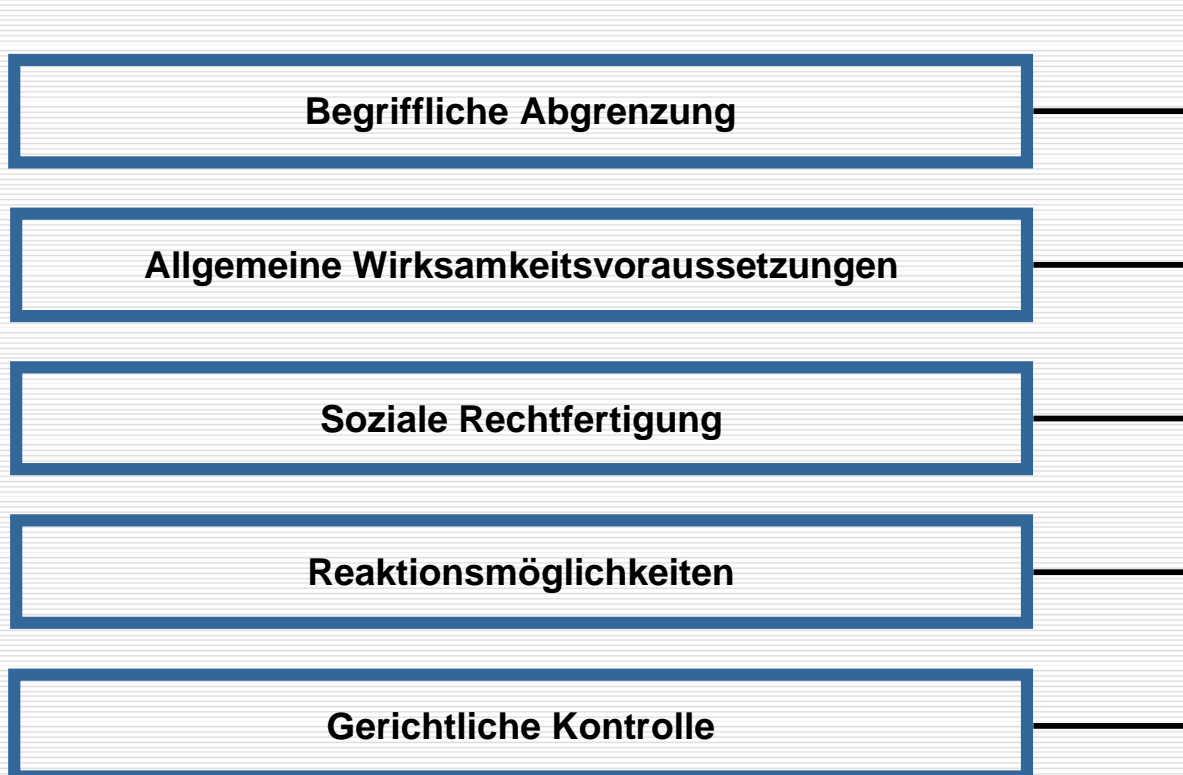 Begriffliche Abgrenzung
Allgemeine Wirksamkeitsvoraussetzungen
Soziale Rechtfertigung
Reaktionsmöglichkeiten
Gerichtliche Kontrolle